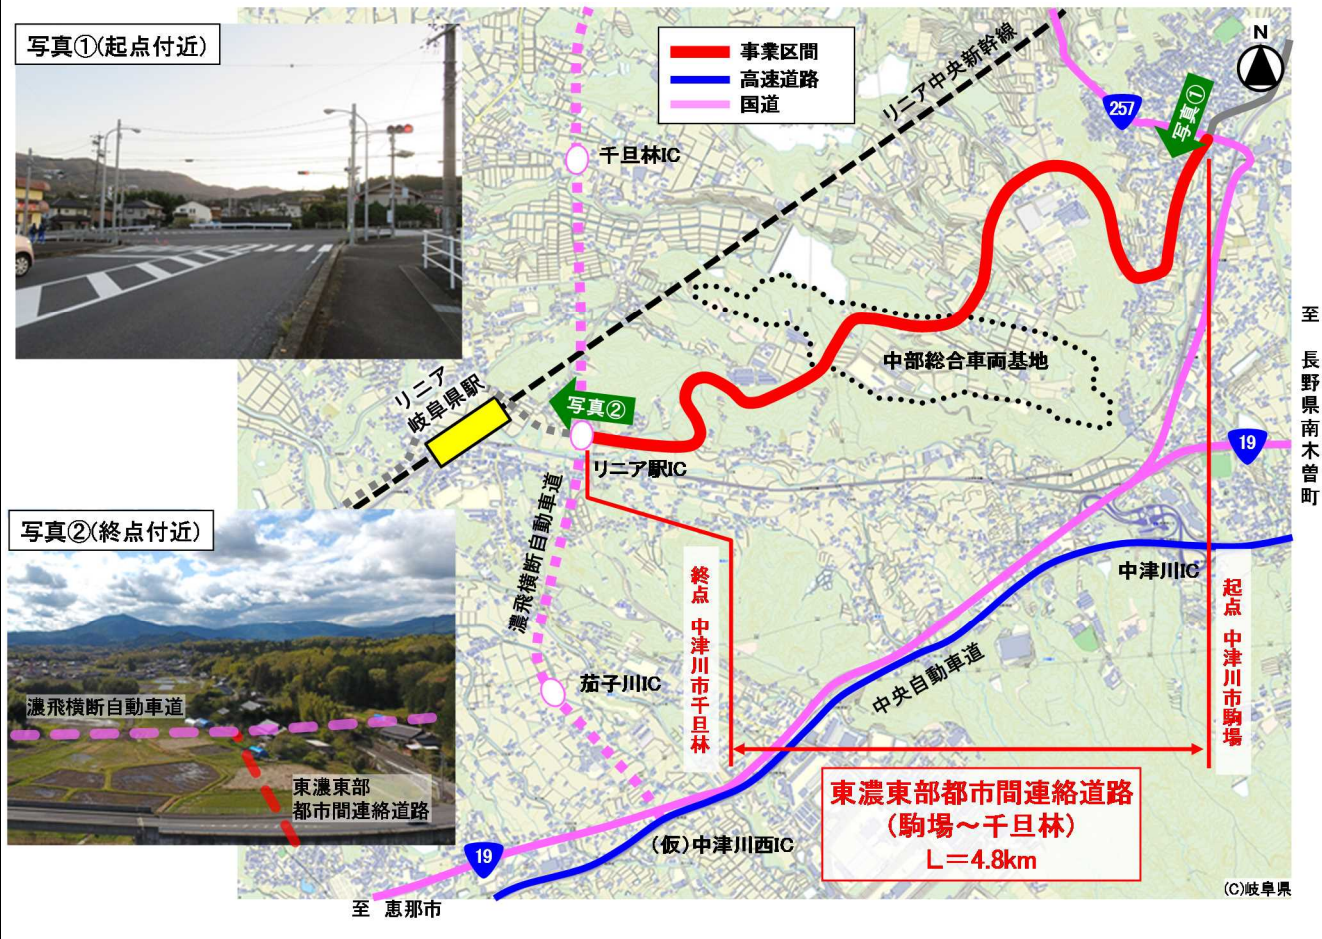 写真①(起点付近)
事業区間
高速道路
国道
N
リニア中央新幹線
257
写真①
千旦林IC
至 長野県南木曽町
中部総合車両基地
リニア
岐阜県駅
写真②
リニア駅IC
19
濃飛横断自動車道
写真②(終点付近)
濃飛横断自動車道
東濃東部
都市間連絡道路
中津川IC
終点 中津川市千旦林
起点 中津川市駒場
茄子川IC
中央自動車道
東濃東部都市間連絡道路
(駒場～千旦林)
L=4.8km
(仮)中津川西IC
19
至 恵那市
(C)岐阜県